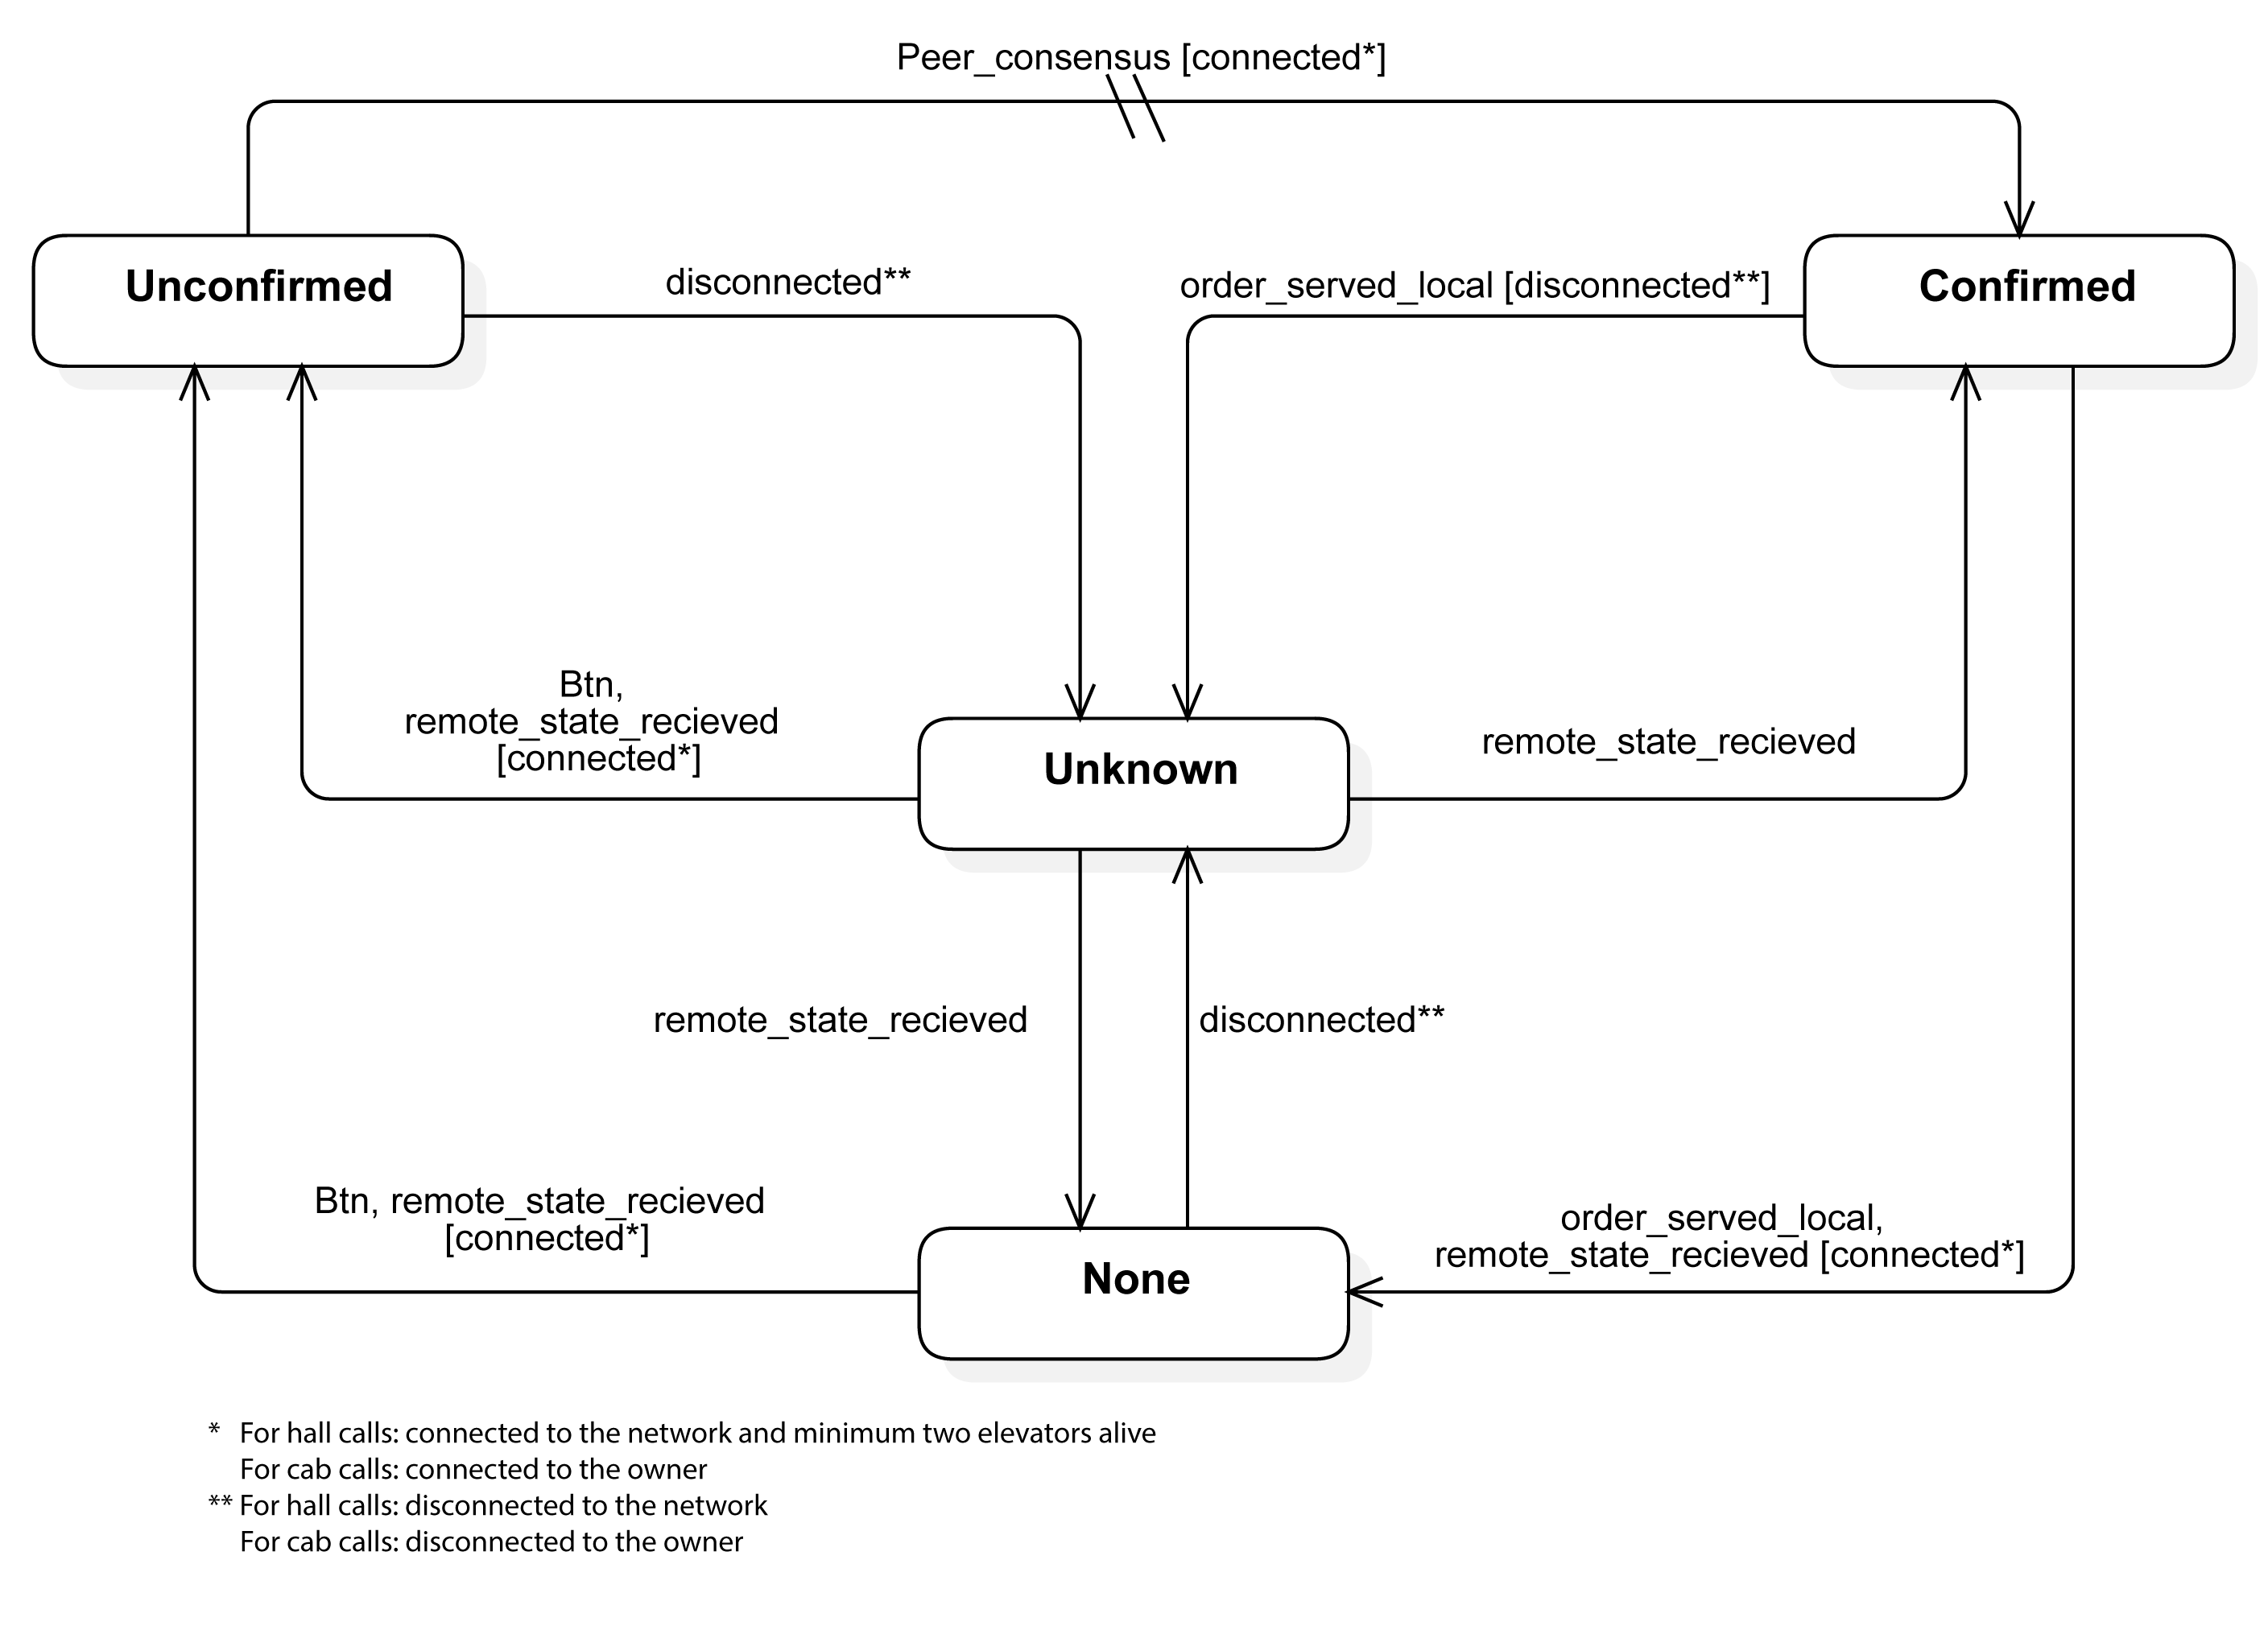 Peer_consensus [connected*]
Unconfirmed
disconnected**
order_served_local [disconnected**]
Confirmed
Btn,
remote_state_recieved
[connected*]
Unknown
remote_state_recieved
remote_state_recieved
disconnected**
Btn, remote_state_recieved
[connected*]
None
order_served_local,
remote_state_recieved [connected*]
* For hall calls: connected to the network and minimum two elevators alive
For cab calls: connected to the owner
** For hall calls: disconnected to the network
For cab calls: disconnected to the owner